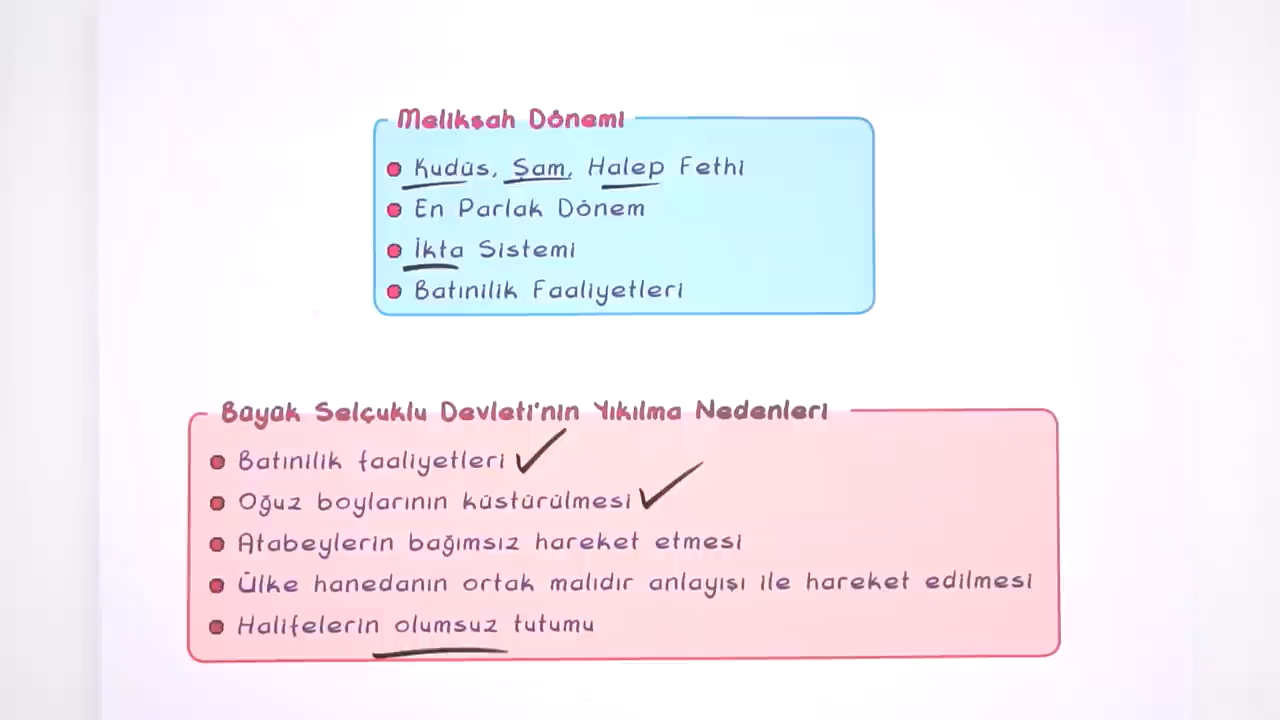 Melikşah Dönemi
Kudüs, Şam, Halep Fethi
En Parlak Dönem
İkta Sistemi
Batınilik Faaliyetleri
Büyük Selçuklu Devleti'nin Yıkılma Nedenleri
Batınilik faaliyetleri
Oğuz boylarının küstürülmesi
Atabeylerin bağımsız hareket etmesi
Ülke hanedanın ortak malıdır anlayışı ile hareket edilmesi
Halifelerin olumsuz tutumu